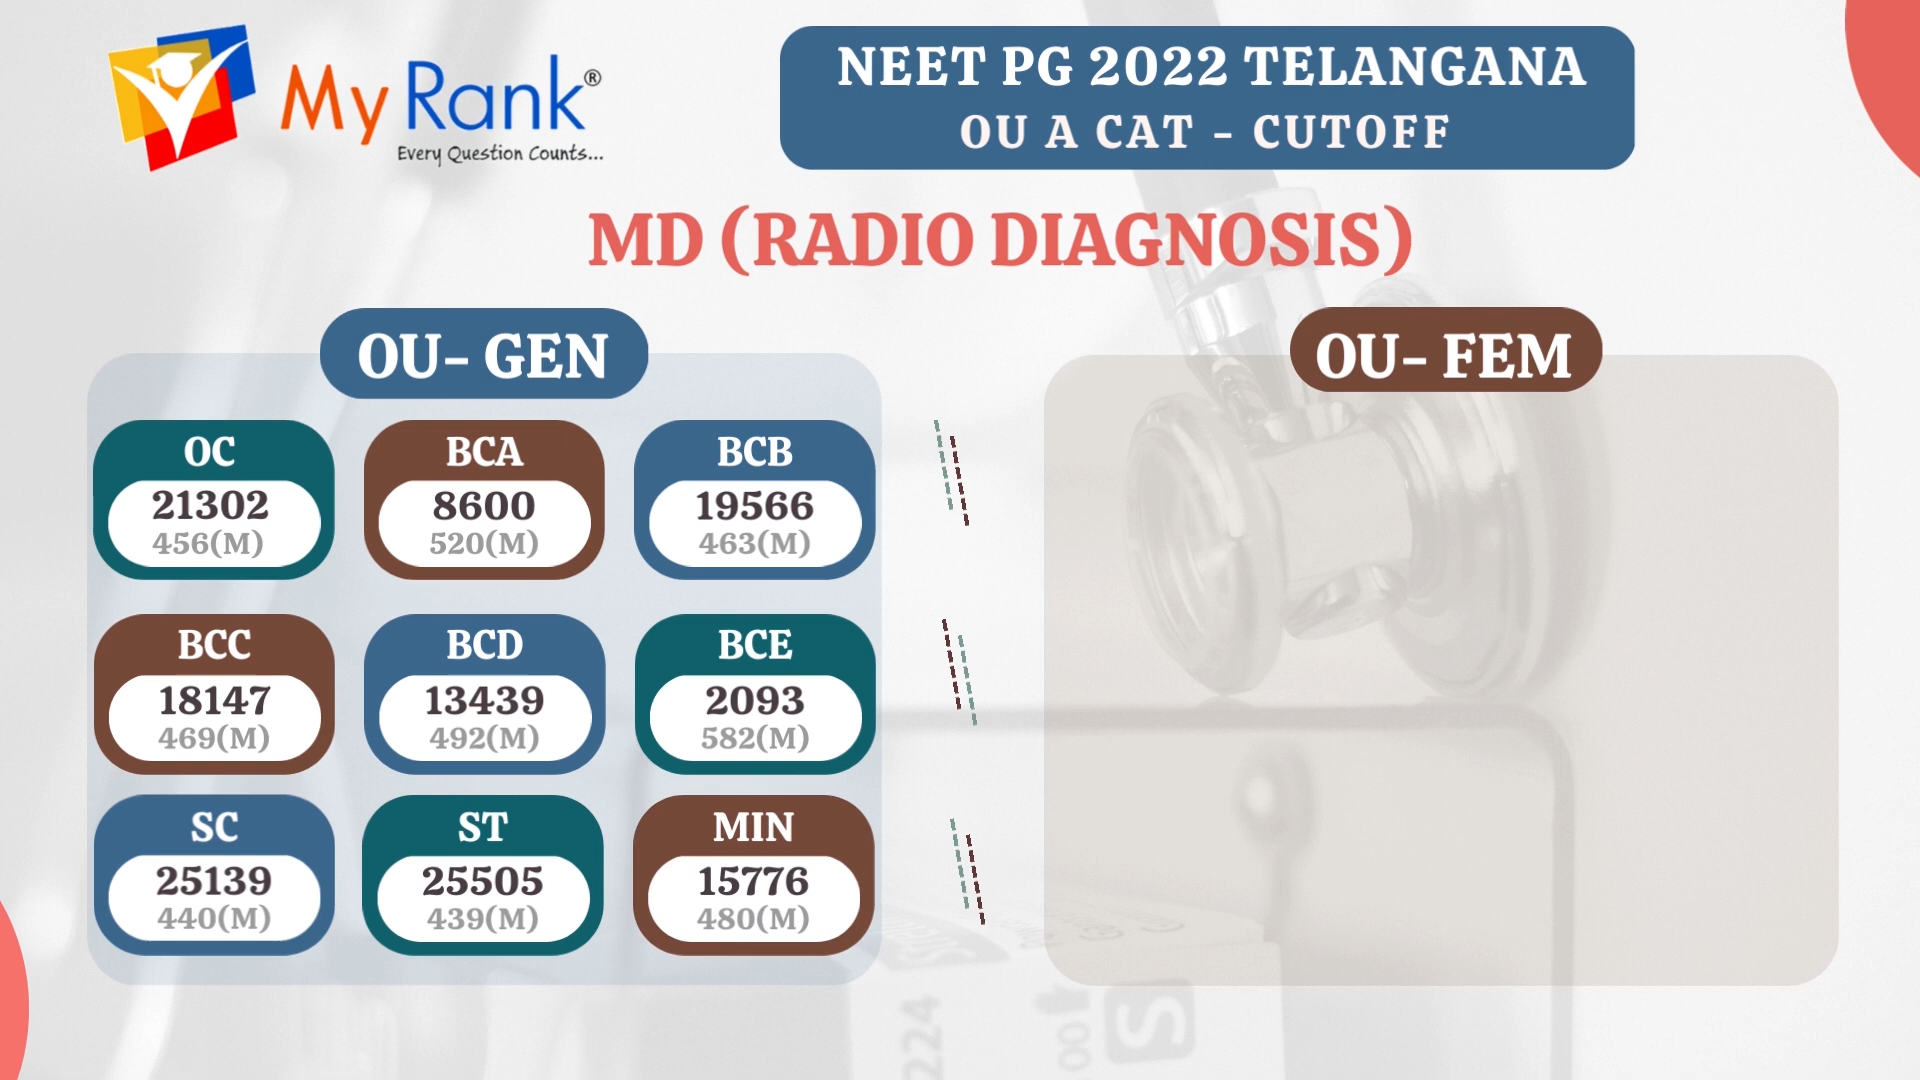 My Rank®
Every Question Counts...
NEET PG 2022 TELANGANA
OU A CAT - CUTOFF
MD (RADIO DIAGNOSIS)
OU- GEN
OU- FEM
OC
21302
456(M)
BCA
8600
520(M)
BCB
19566
463(M)
BCC
18147
469(M)
BCD
13439
492(M)
BCE
2093
582(M)
SC
25139
440(M)
ST
25505
439(M)
MIN
15776
480(M)
2224
S